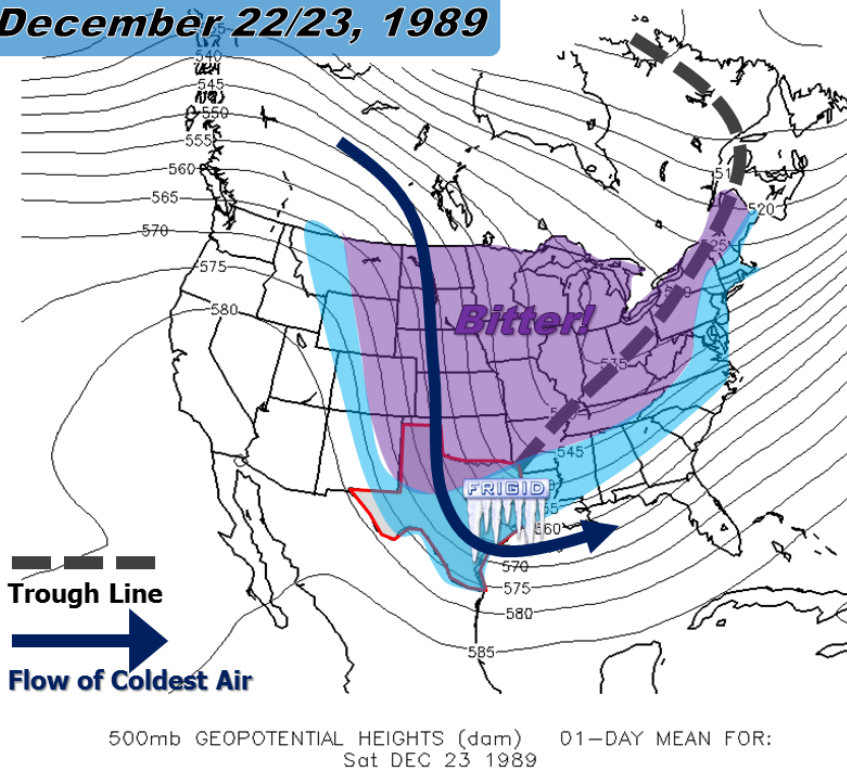 December 22/23, 1989
540
545
550
555
560
565
570
575
580
51
520
525
Bitter!
535
545
FRIGID
560
570
575
580
585
Trough Line
Flow of Coldest Air
500mb GEOPOTENTIAL HEIGHTS (dam) 01-DAY MEAN FOR:
Sat DEC 23 1989